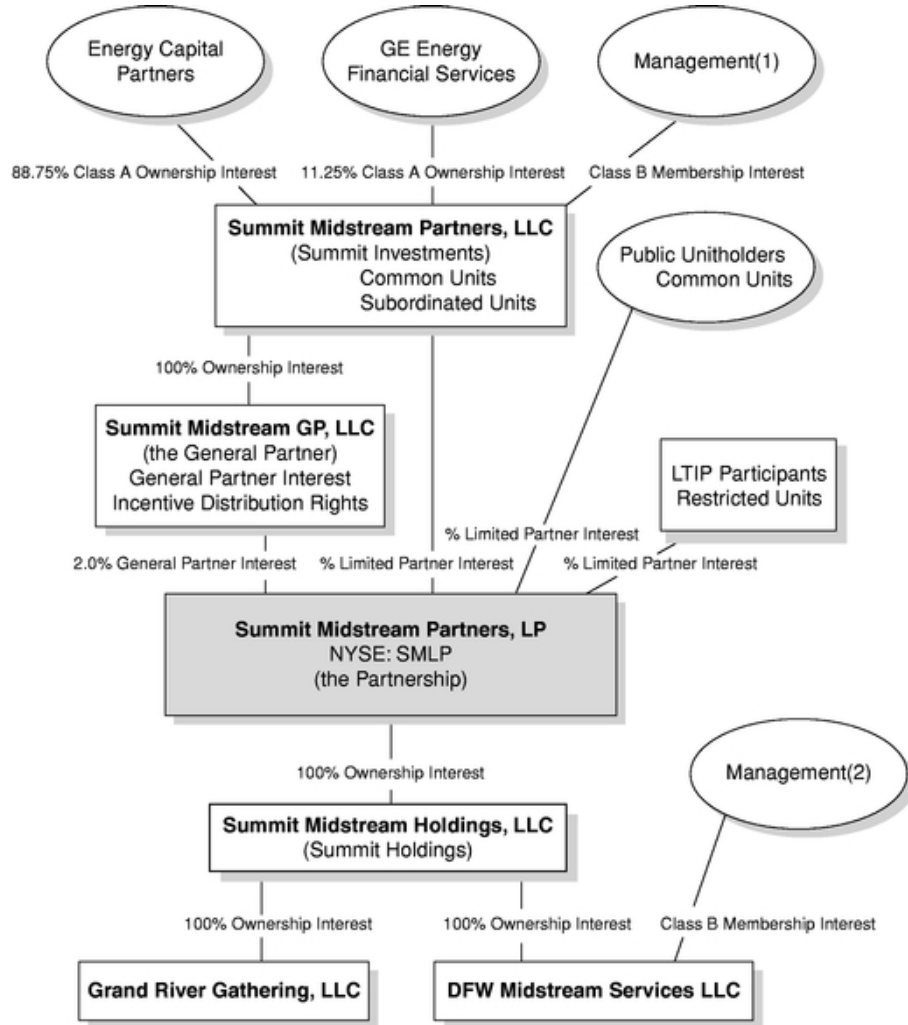 Energy Capital
Partners
GE Energy
Financial Services
Management(1)
88.75% Class A Ownership Interest
11.25% Class A Ownership Interest
Class B Membership Interest
Summit Midstream Partners, LLC
(Summit Investments)
Common Units
Subordinated Units
Public Unitholders
Common Units
100% Ownership Interest
Summit Midstream GP, LLC
(the General Partner)
General Partner Interest
Incentive Distribution Rights
LTIP Participants
Restricted Units
% Limited Partner Interest
2.0% General Partner Interest
% Limited Partner Interest
% Limited Partner Interest
Summit Midstream Partners, LP
NYSE: SMLP
(the Partnership)
100% Ownership Interest
Management(2)
Summit Midstream Holdings, LLC
(Summit Holdings)
100% Ownership Interest
100% Ownership Interest
Class B Membership Interest
Grand River Gathering, LLC
DFW Midstream Services LLC